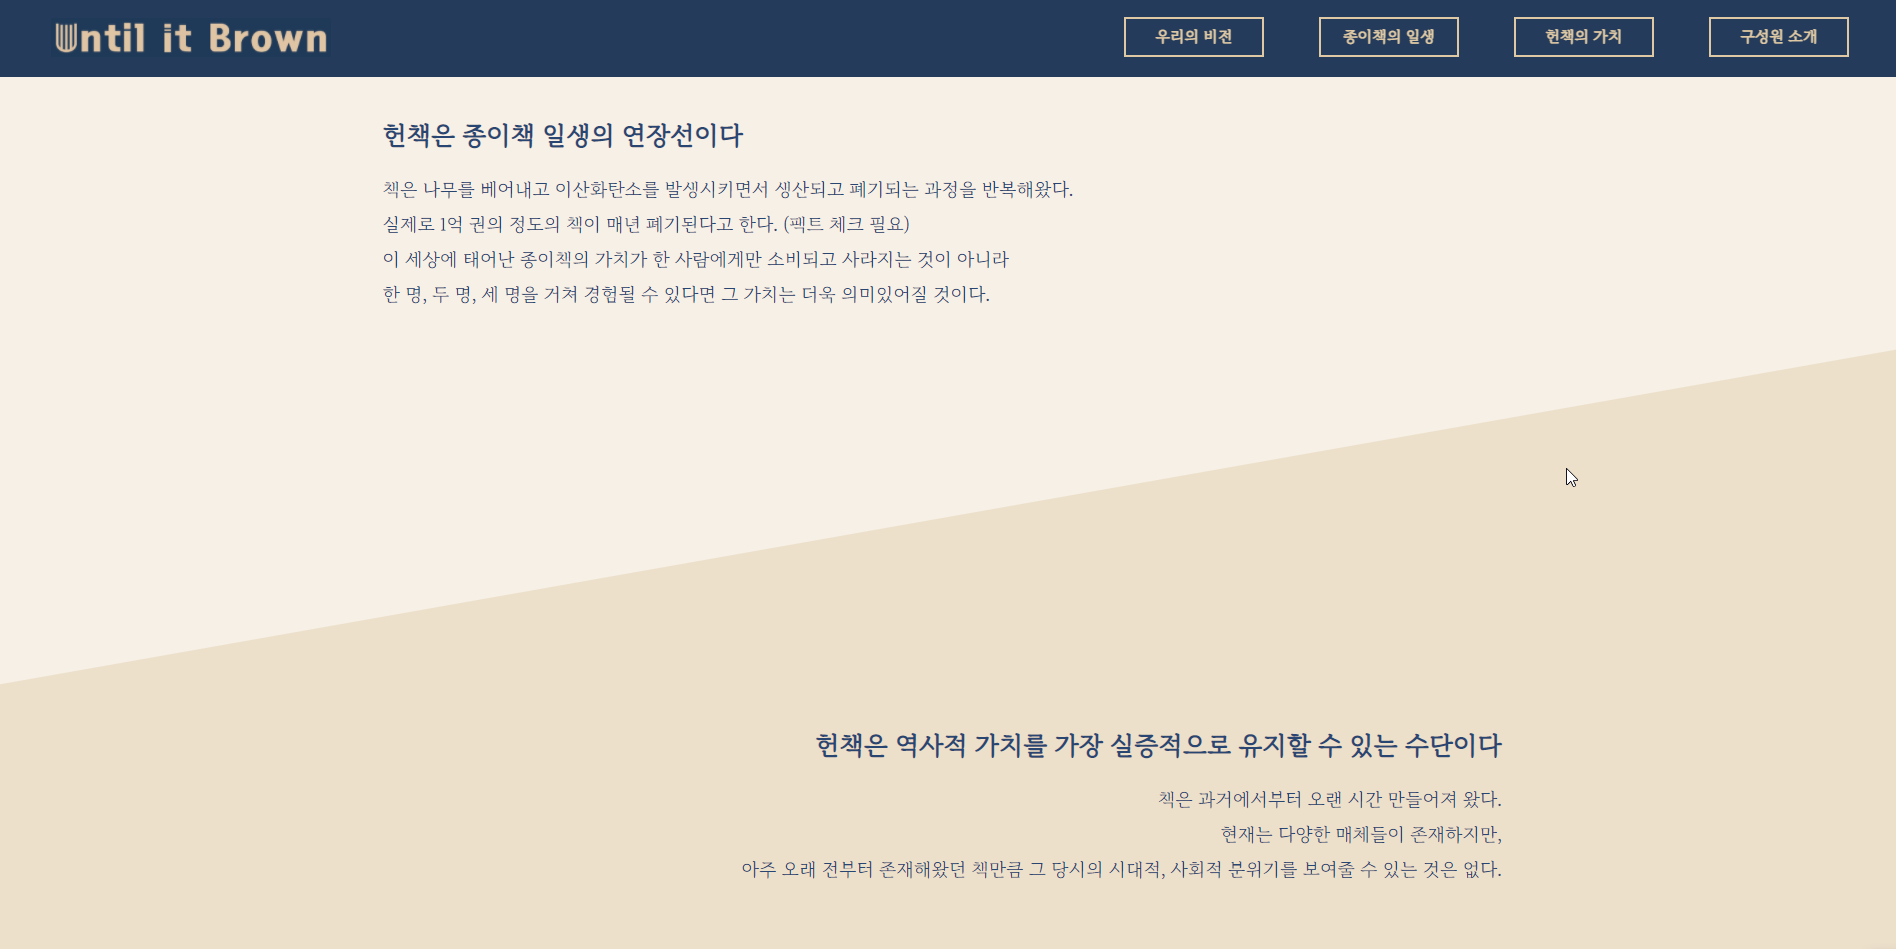 Until it Brown
우리의 비전
종이책의 일생
헌책의 가치
구성원 소개
헌책은 종이책 일생의 연장선이다
책은 나무를 베어내고 이산화탄소를 발생시키면서 생산되고 폐기되는 과정을 반복해왔다.
실제로 1억 권의 정도의 책이 매년 폐기된다고 한다. (팩트 체크 필요)
이 세상에 태어난 종이책의 가치가 한 사람에게만 소비되고 사라지는 것이 아니라
한 명, 두 명, 세 명을 거쳐 경험될 수 있다면 그 가치는 더욱 의미있어질 것이다.
헌책은 역사적 가치를 가장 실증적으로 유지할 수 있는 수단이다
책은 과거에서부터 오랜 시간 만들어져 왔다.
현재는 다양한 매체들이 존재하지만,
아주 오래 전부터 존재해왔던 책만큼 그 당시의 시대적, 사회적 분위기를 보여줄 수 있는 것은 없다.